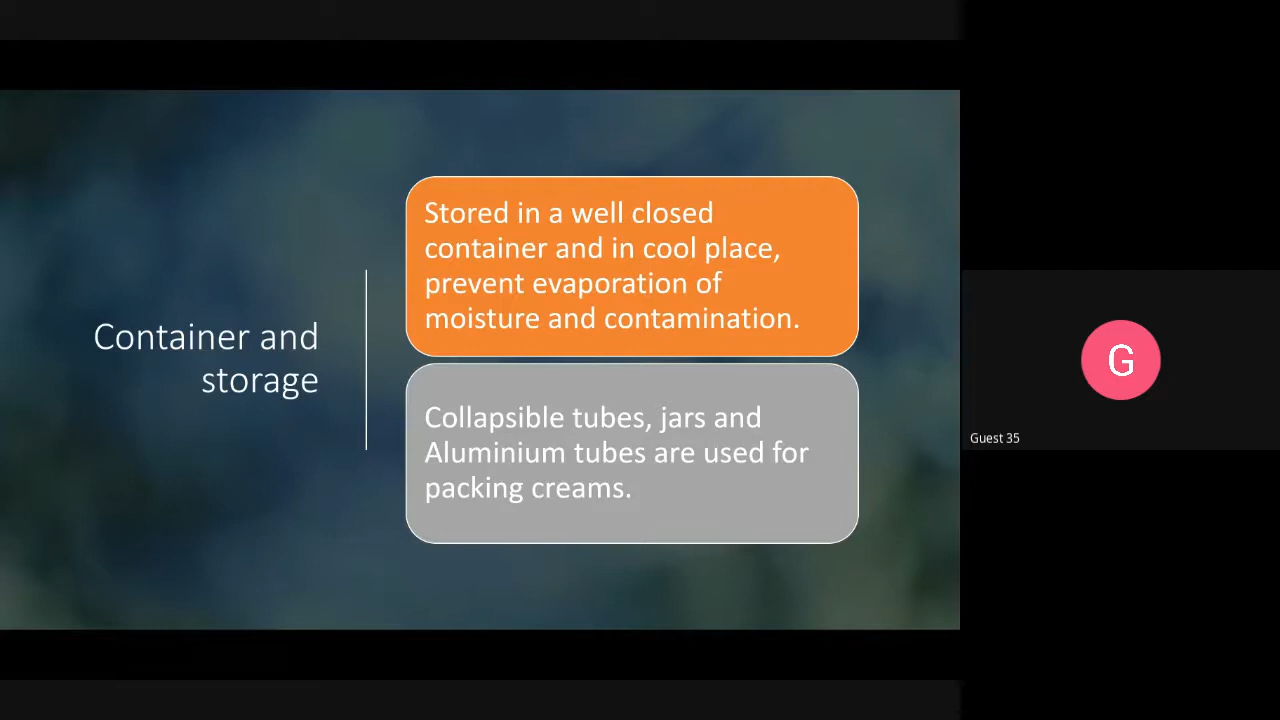 Container and
storage
Stored in a well closed
container and in cool place,
prevent evaporation of
moisture and contamination.
Collapsible tubes, jars and
Aluminium tubes are used for
packing creams.
G
Guest 35